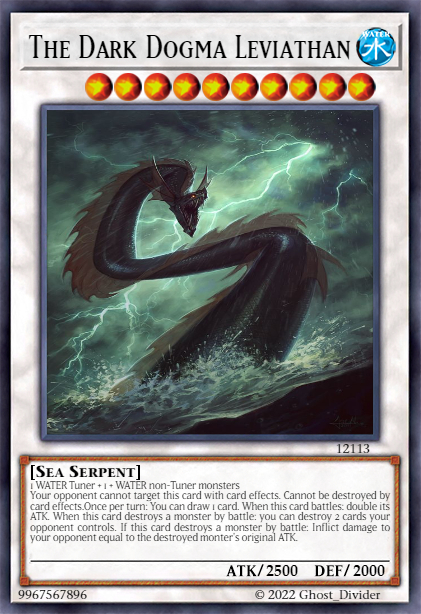 The Dark Dogma Leviathan
WATER
水
12113
[Sea Serpent]
1 WATER Tuner + 1 + WATER non-Tuner monsters
Your opponent cannot target this card with card effects. Cannot be destroyed by
card effects.Once per turn: You can draw 1 card. When this card battles: double its
ATK. When this card destroys a monster by battle: you can destroy 2 cards your
opponent controls. If this card destroys a monster by battle: Inflict damage to
your opponent equal to the destroyed monter's original ATK.
ATK/2500 DEF/2000
9967567896
© 2022 Ghost_Divider